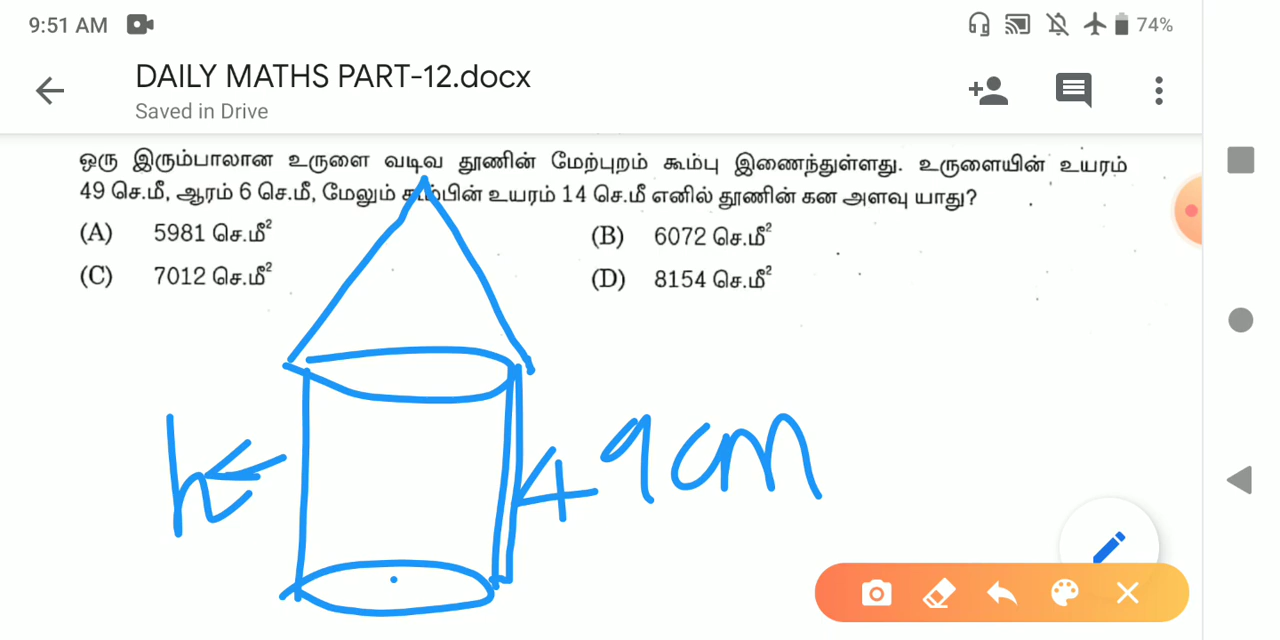 9:51 AM
74%
DAILY MATHS PART-12.docx
Saved in Drive
ஒரு இரும்பாலான உருளை வடிவ தூணின் மேற்புறம் கூம்பு இணைந்துள்ளது. உருளையின் உயரம்
49 செ.மீ, ஆரம் 6 செ.மீ, மேலும் கூம்பின் உயரம் 14 செ.மீ எனில் தூணின் கன அளவு யாது?
(A) 5981 செ.மீ² (B) 6072 செ.மீ²
(C) 7012 செ.மீ² (D) 8154 செ.மீ²
h 49cm